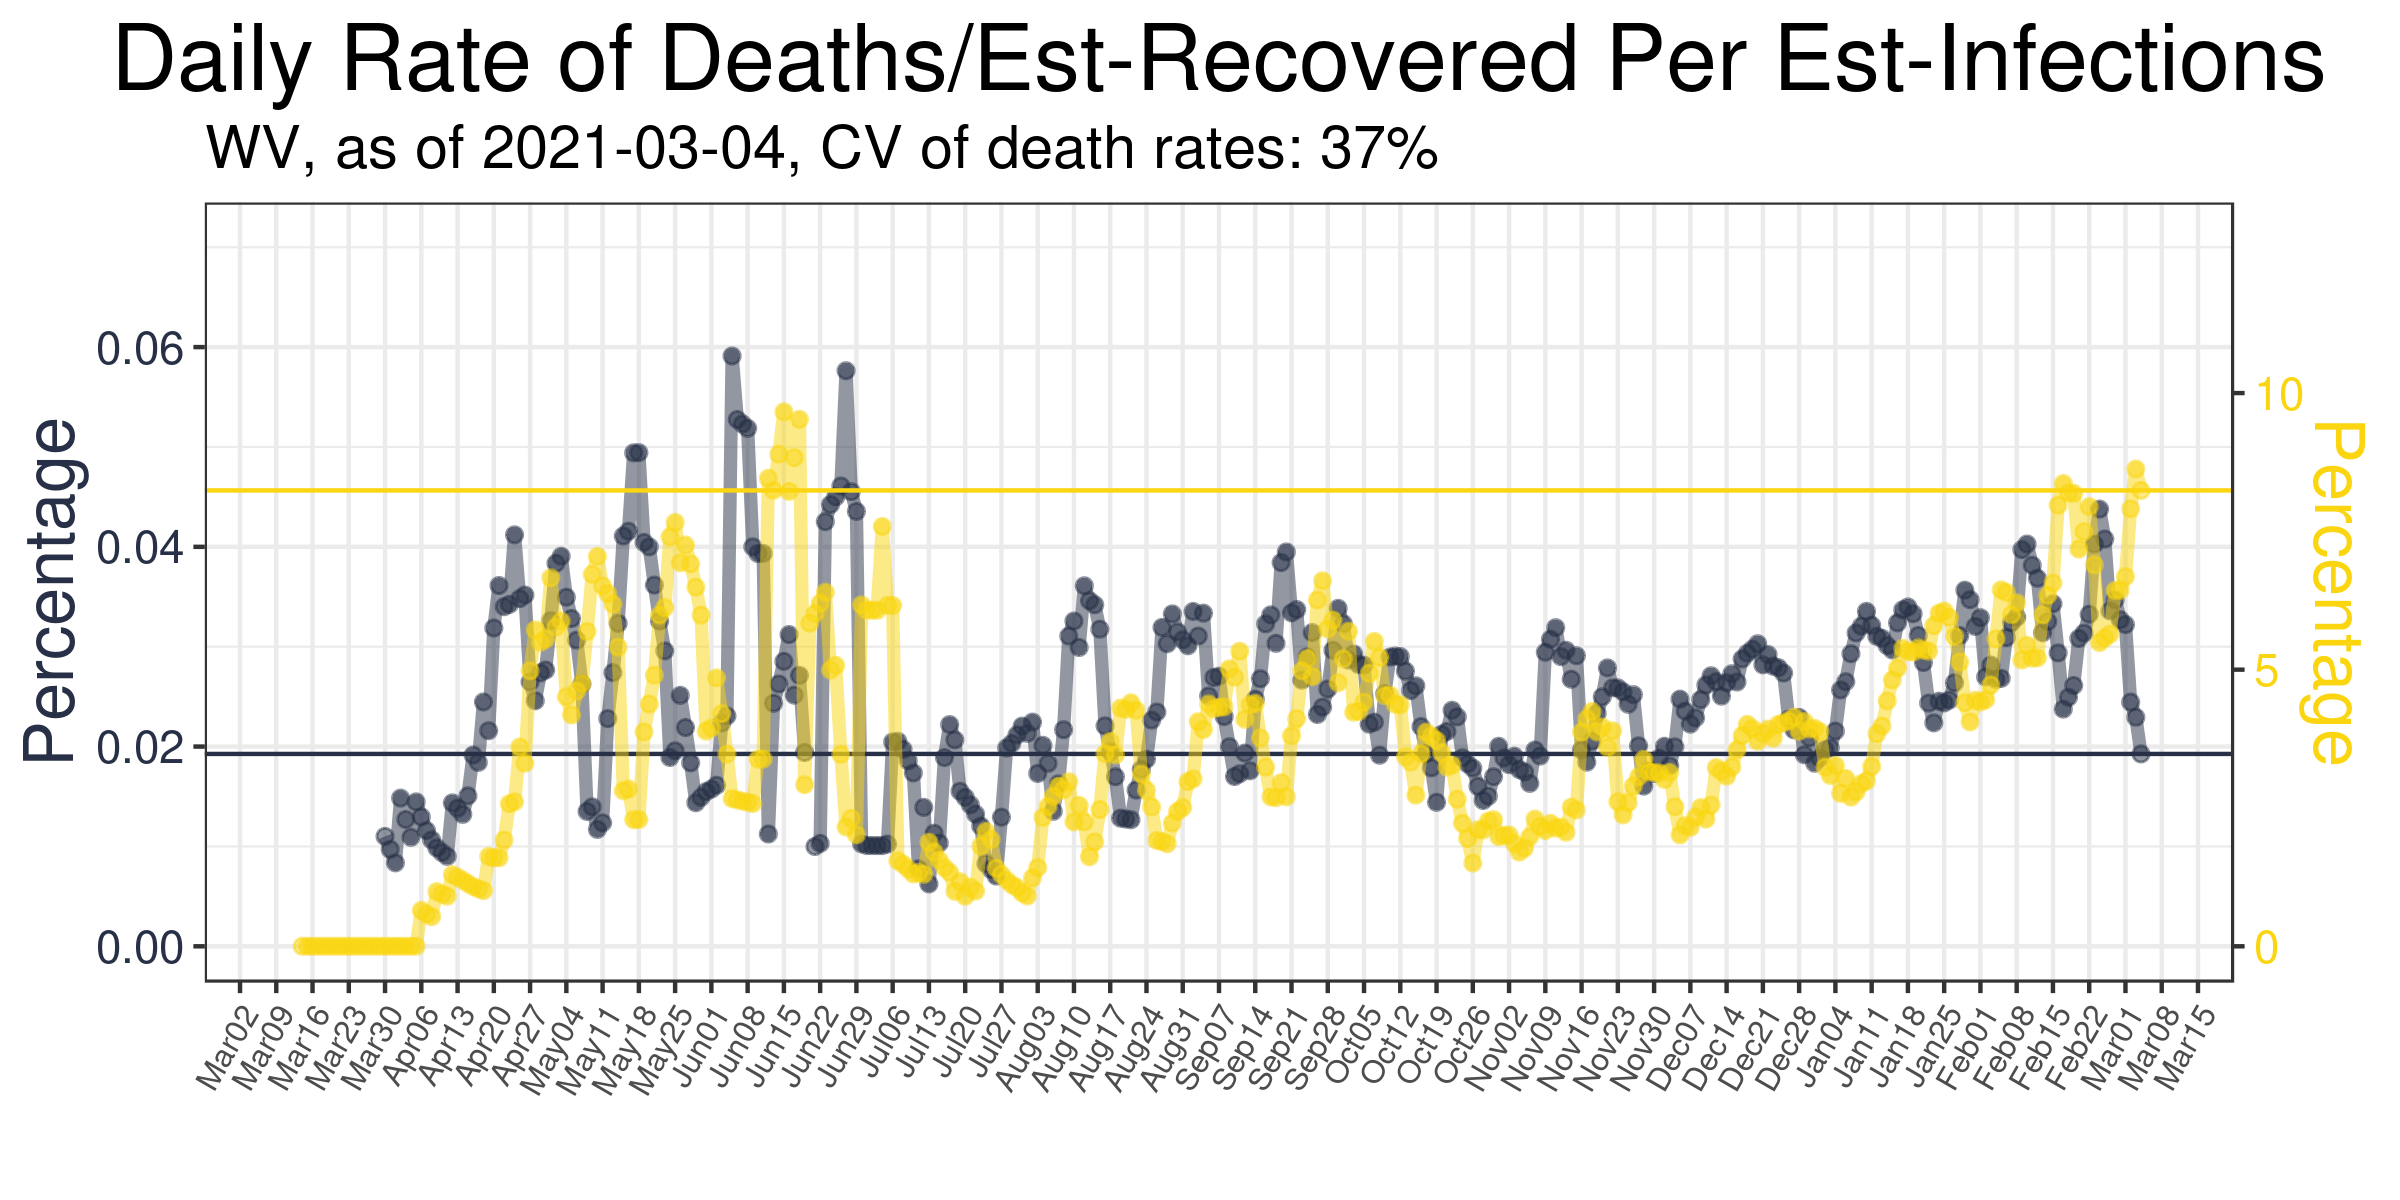 Daily Rate of Deaths/Est-Recovered Per Est-Infections
WV, as of 2021-03-04, CV of death rates: 37%
Percentage
0.06
0.04
0.02
0.00
10
5
0
Percentage
Mar02
Mar09
Mar16
Mar23
Mar30
Apr06
Apr13
Apr20
Apr27
May04
May11
May18
May25
Jun01
Jun08
Jun15
Jun22
Jun29
Jul06
Jul13
Jul20
Jul27
Aug03
Aug10
Aug17
Aug24
Aug31
Sep07
Sep14
Sep21
Sep28
Oct05
Oct12
Oct19
Oct26
Nov02
Nov09
Nov16
Nov23
Nov30
Dec07
Dec14
Dec21
Dec28
Jan04
Jan11
Jan18
Jan25
Feb01
Feb08
Feb15
Feb22
Mar01
Mar08
Mar15